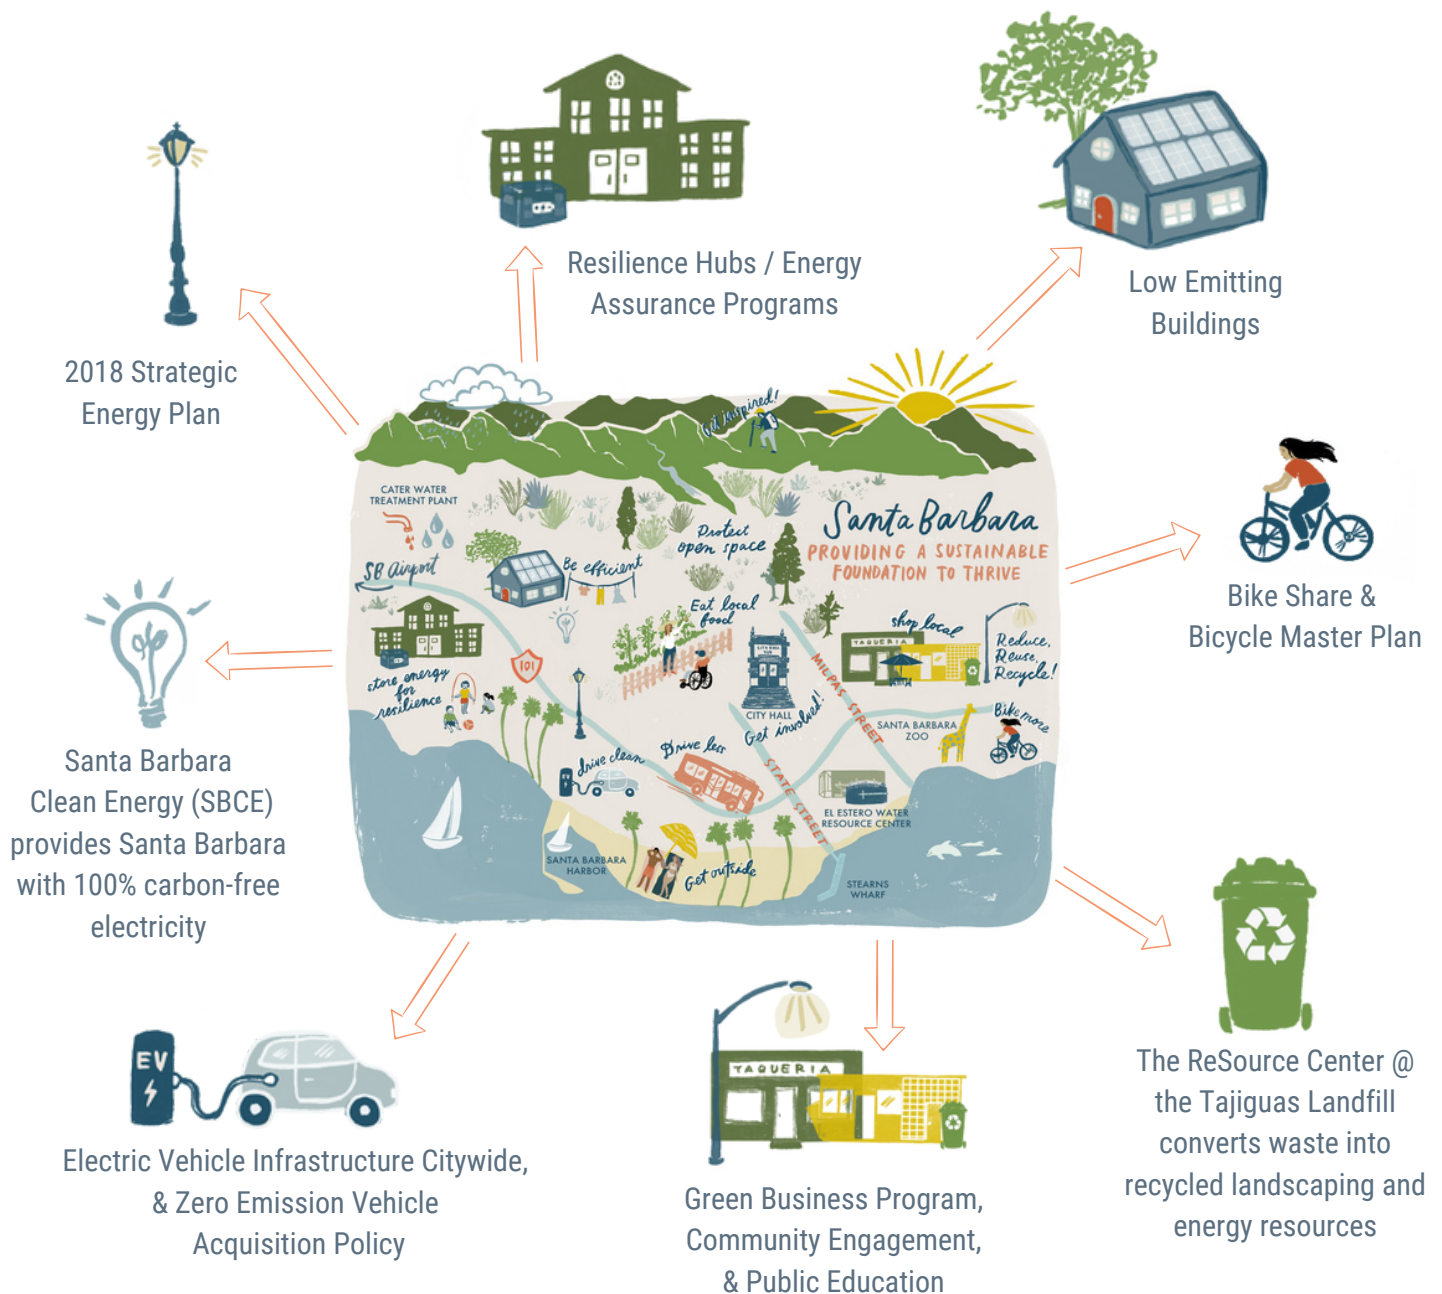 Resilience Hubs / Energy
Assurance Programs
Low Emitting
Buildings
2018 Strategic
Energy Plan
Get inspired!
CATER WATER
TREATMENT PLANT
Santa Barbara
PROVIDING A SUSTAINABLE
FOUNDATION TO THRIVE
Protect
open space
SB Airport
Be efficient
Eat local
food
shop local
TAQUERIA
Reduce,
Reuse,
Recycle!
101
store energy
for
resilience
CITY HALL
Get involved!
MILPAS STREET
SANTA BARBARA
ZOO
Bike more
drive clean
Drive less
STATE STREET
EL ESTERO WATER
RESOURCE CENTER
SANTA BARBARA
HARBOR
Get outside
STEARNS
WHARF
Bike Share &
Bicycle Master Plan
Santa Barbara
Clean Energy (SBCE)
provides Santa Barbara
with 100% carbon-free
electricity
EV
Electric Vehicle Infrastructure Citywide,
& Zero Emission Vehicle
Acquisition Policy
TAQUERIA
Green Business Program,
Community Engagement,
& Public Education
The ReSource Center @
the Tajiguas Landfill
converts waste into
recycled landscaping and
energy resources